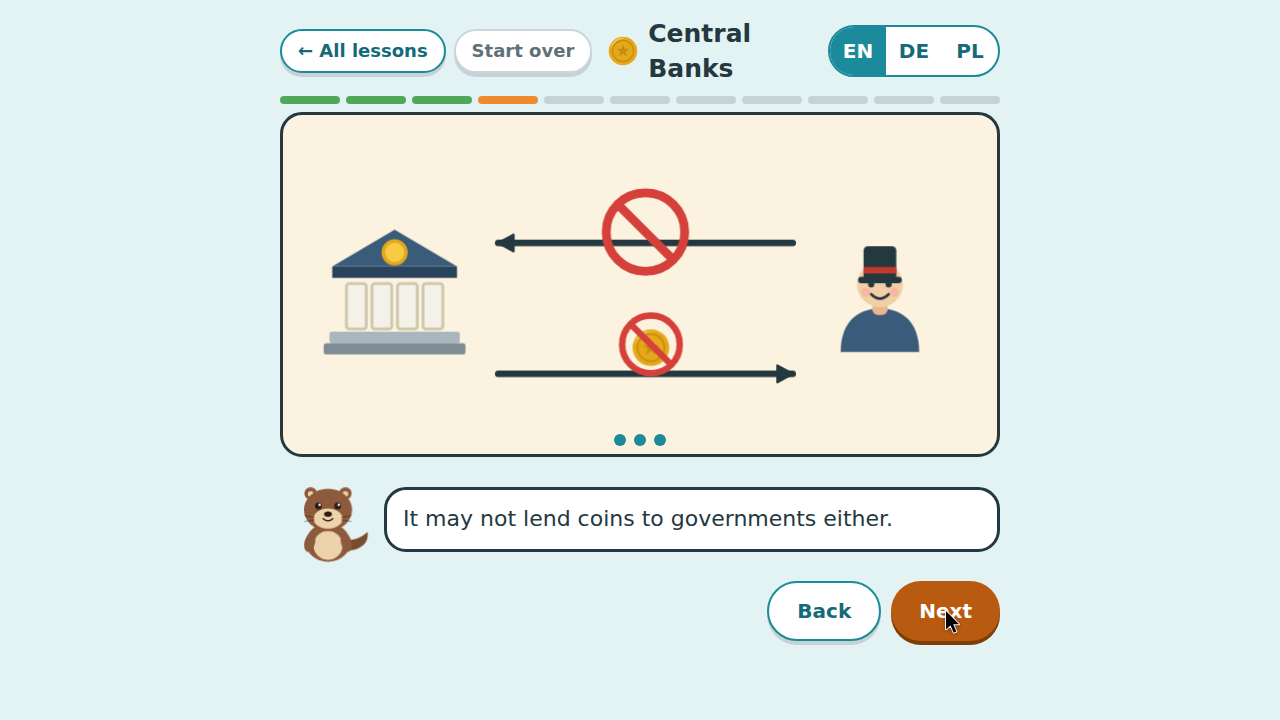 ← All lessons
Start over
Central
Banks
EN DE PL
It may not lend coins to governments either.
Back
Next